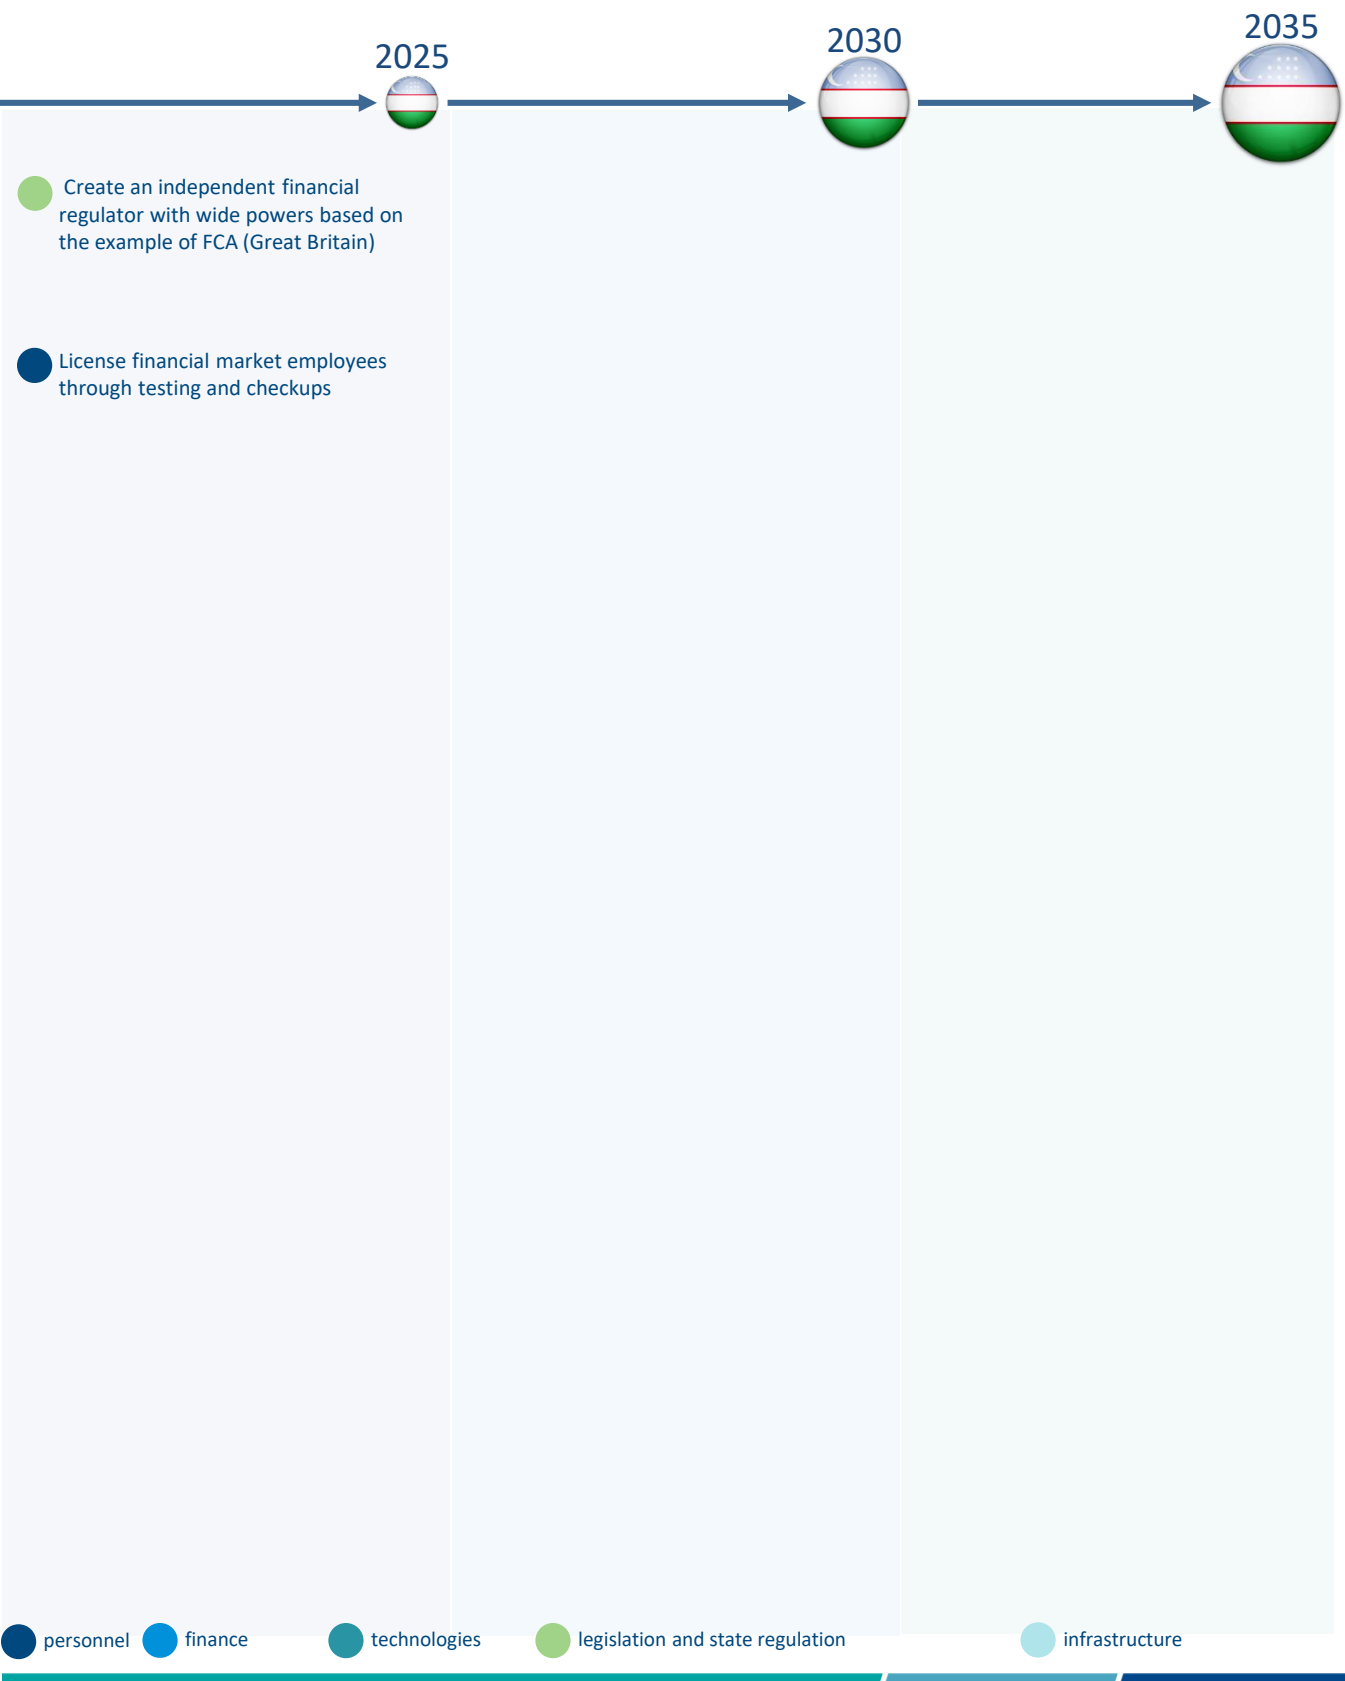 2025
2030
2035
Create an independent financial
regulator with wide powers based on
the example of FCA (Great Britain)
License financial market employees
through testing and checkups
personnel
finance
technologies
legislation and state regulation
infrastructure